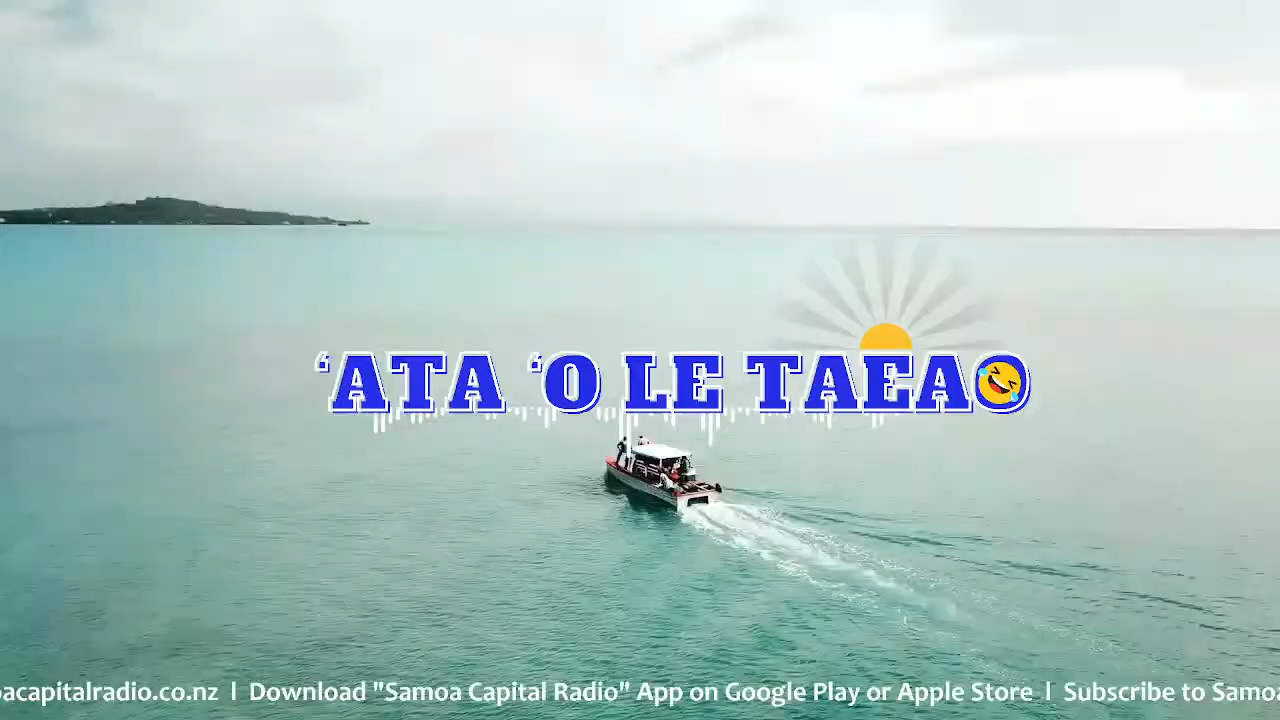 ‘ATA ‘O LE TAEAO
oacapitalradio.co.nz | Download "Samoa Capital Radio" App on Google Play or Apple Store | Subscribe to Samoa